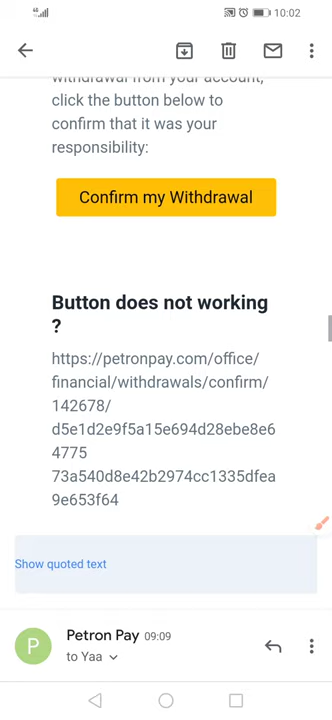 10:02
withdrawal from your account,
click the button below to
confirm that it was your
responsibility:
Confirm my Withdrawal
Button does not working
?
https://petronpay.com/office/
financial/withdrawals/confirm/
142678/
d5e1d2e9f5a15e694d28ebe8e6
4775
73a540d8e42b2974cc1335dfea
9e653f64
Show quoted text
P
Petron Pay 09:09
to Yaa